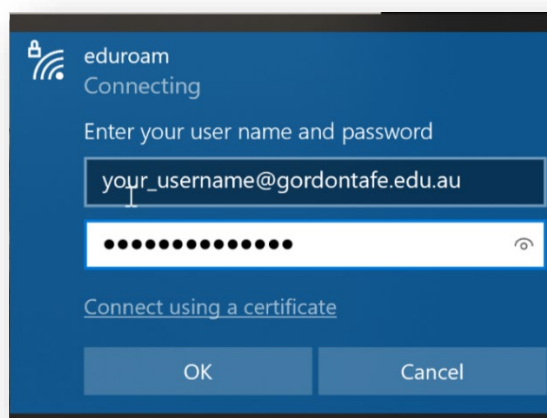 eduroam
Connecting
Enter your user name and password
your_username@gordontafe.edu.au
••••••••••••••
Connect using a certificate
OK
Cancel